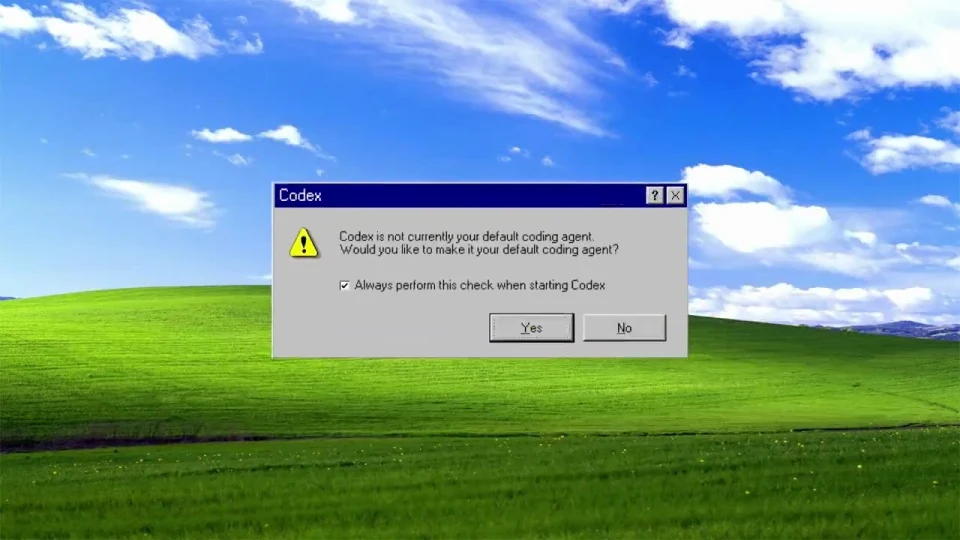 Codex
Codex is not currently your default coding agent.
Would you like to make it your default coding agent?
Always perform this check when starting Codex
Yes
No